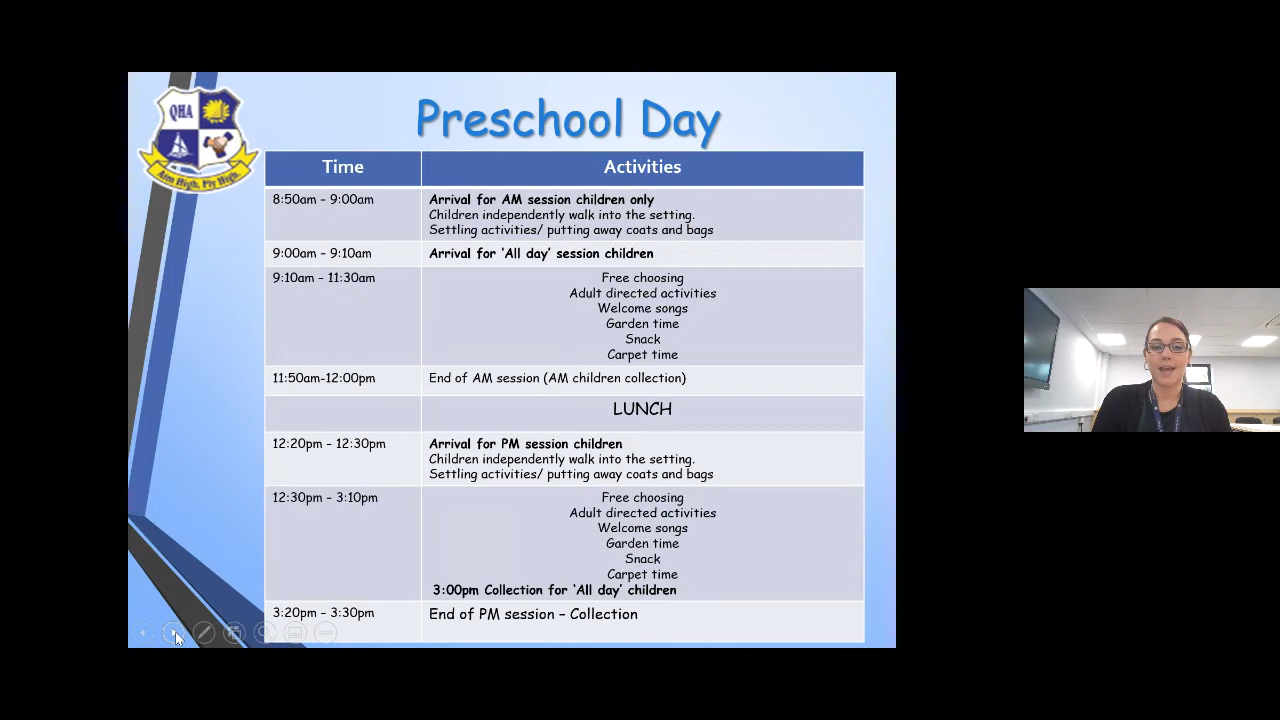 QHA
Aim High, Fly High.
Preschool Day
Time Activities
8:50am – 9:00am Arrival for AM session children only
Children independently walk into the setting.
Settling activities/ putting away coats and bags
9:00am – 9:10am Arrival for ‘All day’ session children
9:10am – 11:30am Free choosing
Adult directed activities
Welcome songs
Garden time
Snack
Carpet time
11:50am-12:00pm End of AM session (AM children collection)
LUNCH
12:20pm – 12:30pm Arrival for PM session children
Children independently walk into the setting.
Settling activities/ putting away coats and bags
12:30pm – 3:10pm Free choosing
Adult directed activities
Welcome songs
Garden time
Snack
Carpet time
3:00pm Collection for ‘All day’ children
3:20pm – 3:30pm End of PM session – Collection